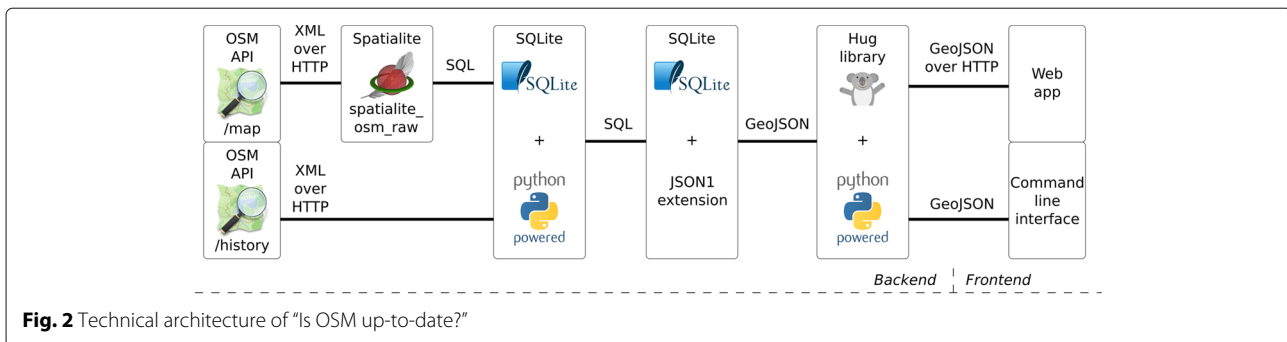 OSM
API
/map
XML
over
HTTP
Spatialite
spatialite_
osm_raw
SQL
OSM
API
/history
XML
over
HTTP
SQLite
SQLite
+
python
powered
SQL
SQLite
SQLite
+
JSON1
extension
GeoJSON
Hug
library
+
python
powered
GeoJSON
over HTTP
Web
app
GeoJSON
Command
line
interface
Backend
Frontend
Fig. 2 Technical architecture of “Is OSM up-to-date?”